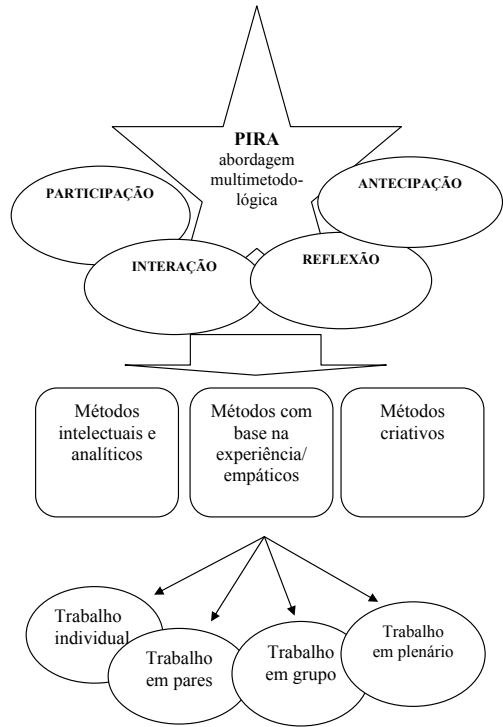 PIRA
abordagem
multimetodo-
lógica
PARTICIPAÇÃO
ANTECIPAÇÃO
INTERAÇÃO
REFLEXÃO
Métodos
intelectuais e
analíticos
Métodos com
base na
experiência/
empáticos
Métodos
criativos
Trabalho
individual
Trabalho
em pares
Trabalho
em grupo
Trabalho
em plenário